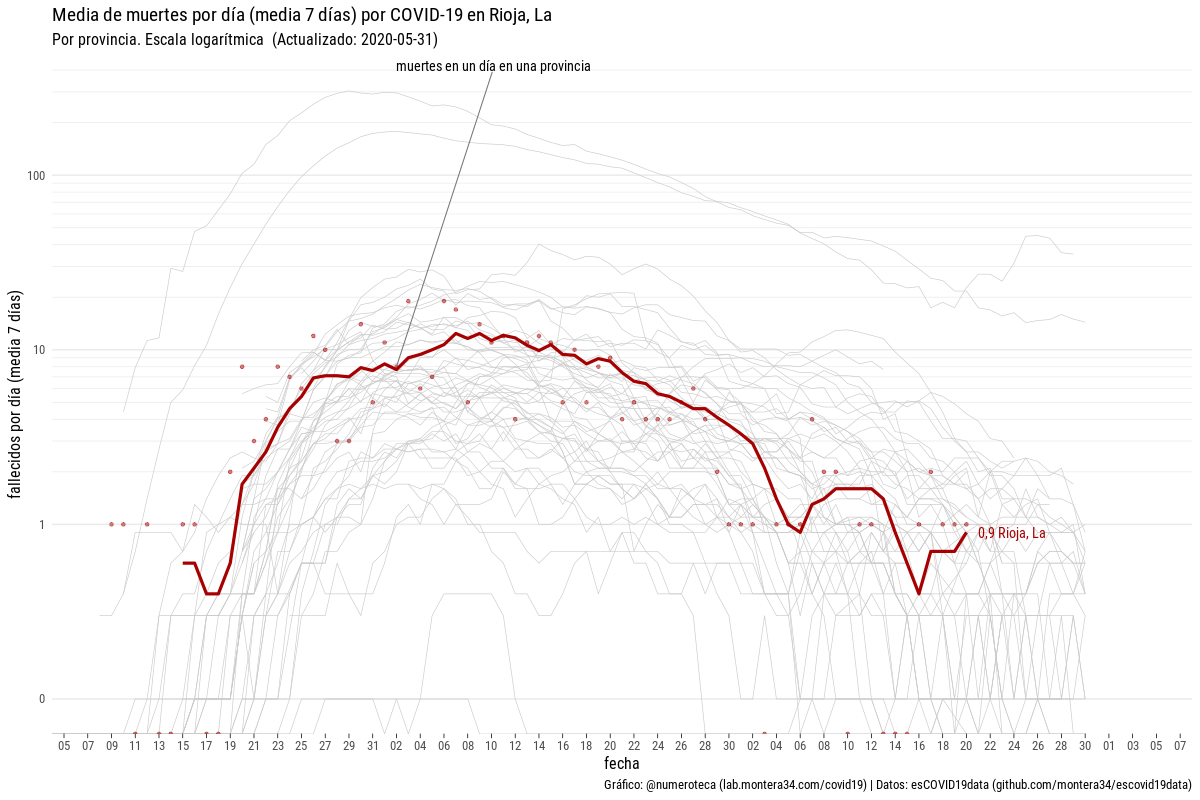 Media de muertes por día (media 7 días) por COVID-19 en Rioja, La
Por provincia. Escala logarítmica (Actualizado: 2020-05-31)
muertes en un día en una provincia
fallecidos por día (media 7 días)
100
10
1
0
0,9 Rioja, La
05 07 09 11 13 15 17 19 21 23 25 27 29 31 02 04 06 08 10 12 14 16 18 20 22 24 26 28 30 02 04 06 08 10 12 14 16 18 20 22 24 26 28 30 01 03 05 07
fecha
Gráfico: @numeroteca (lab.montera34.com/covid19) | Datos: esCOVID19data (github.com/montera34/escovid19data)